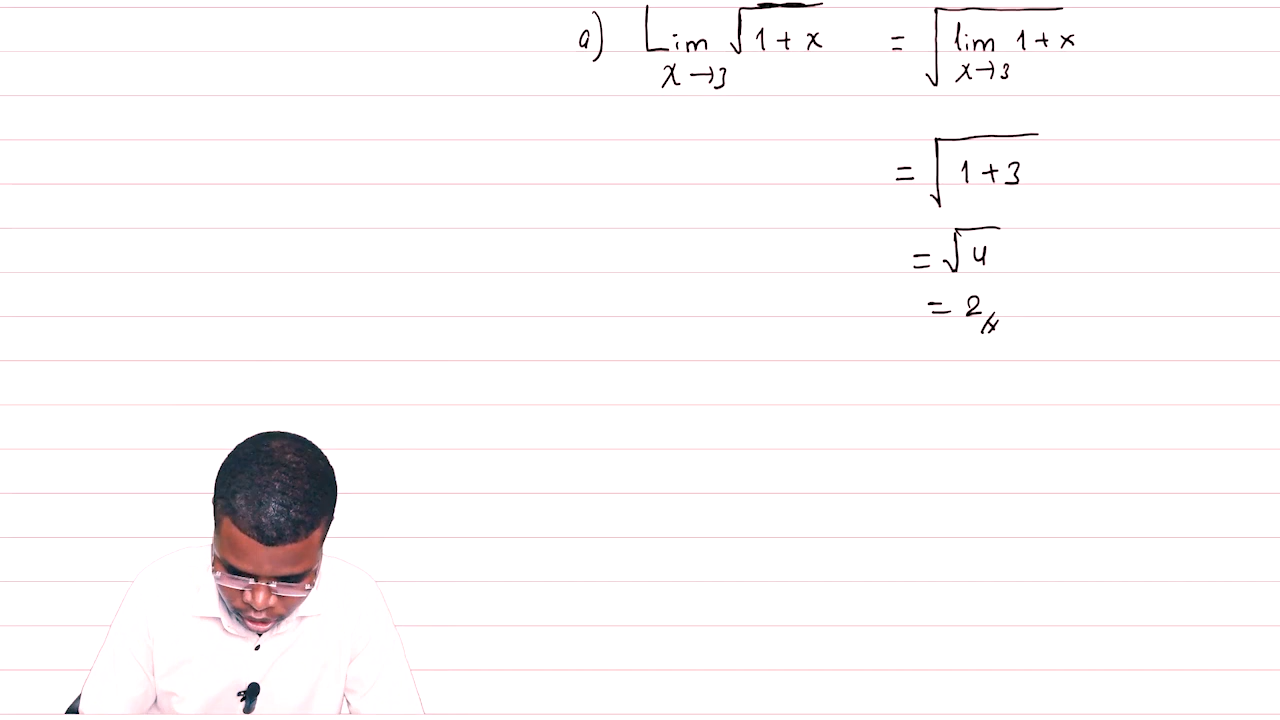 a) Lim x→3 √1+x = √lim x→3 1+x
= √1+3
= √4
= 2